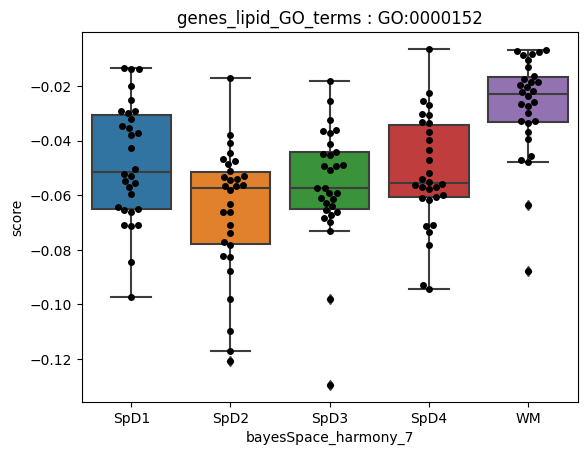 genes_lipid_GO_terms : GO:0000152
score
−0.02
−0.04
−0.06
−0.08
−0.10
−0.12
SpD1 SpD2 SpD3 SpD4 WM
bayesSpace_harmony_7